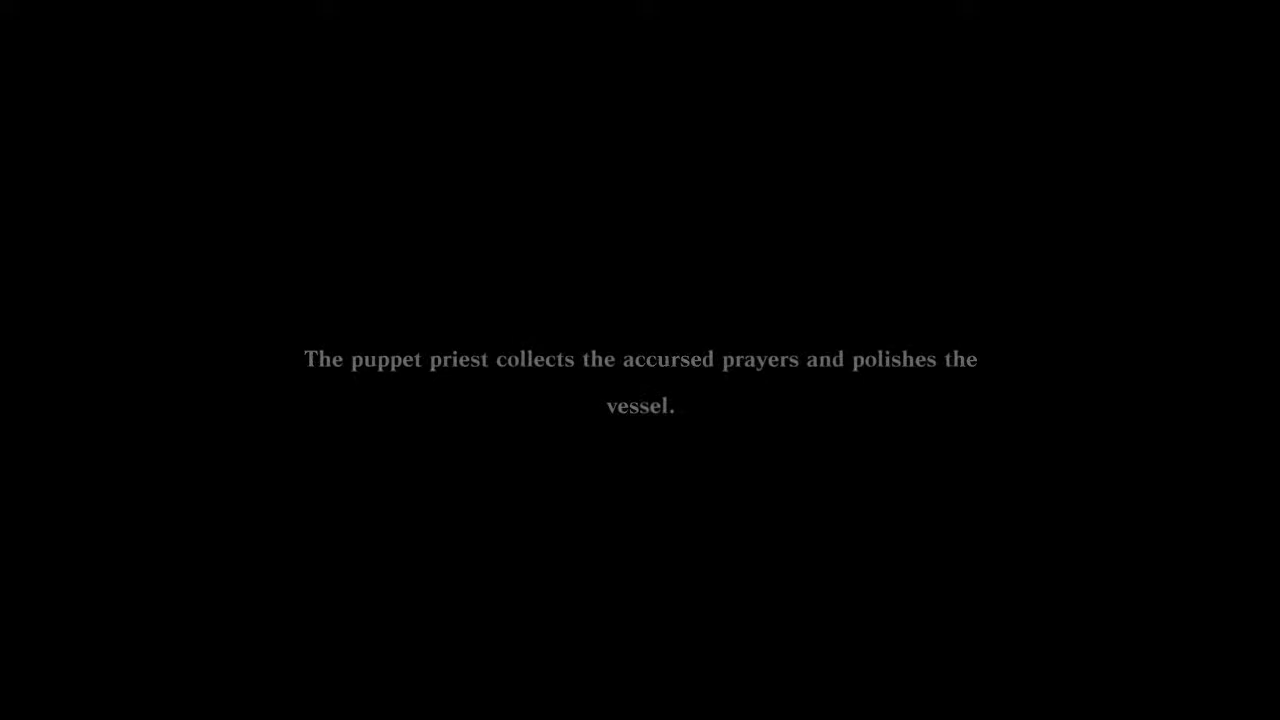 The puppet priest collects the accursed prayers and polishes the
vessel.